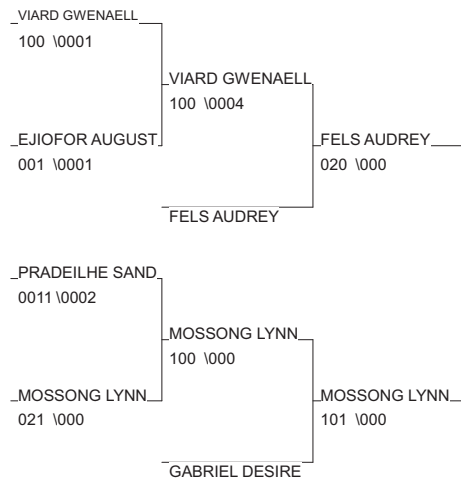 VIARD GWENAELL
100 \0001
VIARD GWENAELL
100 \0004
EJIOFOR AUGUST
001 \0001
FELS AUDREY
020 \000
FELS AUDREY
PRADEILHE SAND
0011 \0002
MOSSONG LYNN
100 \000
MOSSONG LYNN
021 \000
MOSSONG LYNN
101 \000
GABRIEL DESIRE